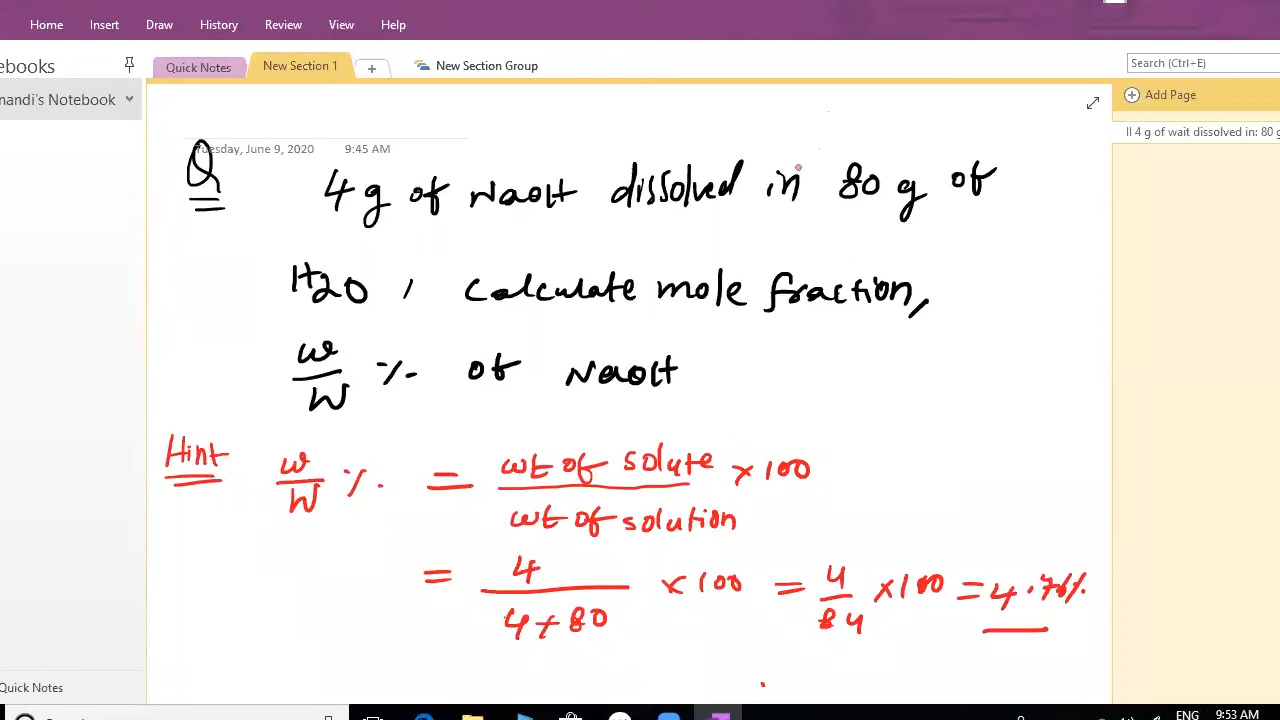 Home Insert Draw History Review View Help
ebooks
Quick Notes New Section 1 + New Section Group
Search (Ctrl+E)
nandi's Notebook
Add Page
Tuesday, June 9, 2020 9:45 AM
ll 4 g of wait dissolved in: 80 g
Q 4 g of NaOH dissolved in 80 g of
H2O, calculate mole fraction,
w/W % of NaOH
Hint w/W % = wt of solute/wt of solution × 100
= 4/4+80 × 100 = 4/84 × 100 = 4.76%
Quick Notes
ENG 9:53 AM